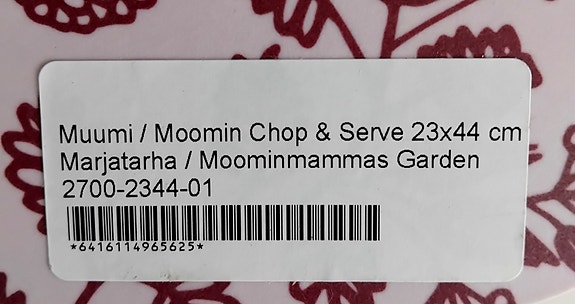 Muumi / Moomin Chop & Serve 23x44 cm
Marjatarha / Moominmammas Garden
2700-2344-01
*6416114965625*